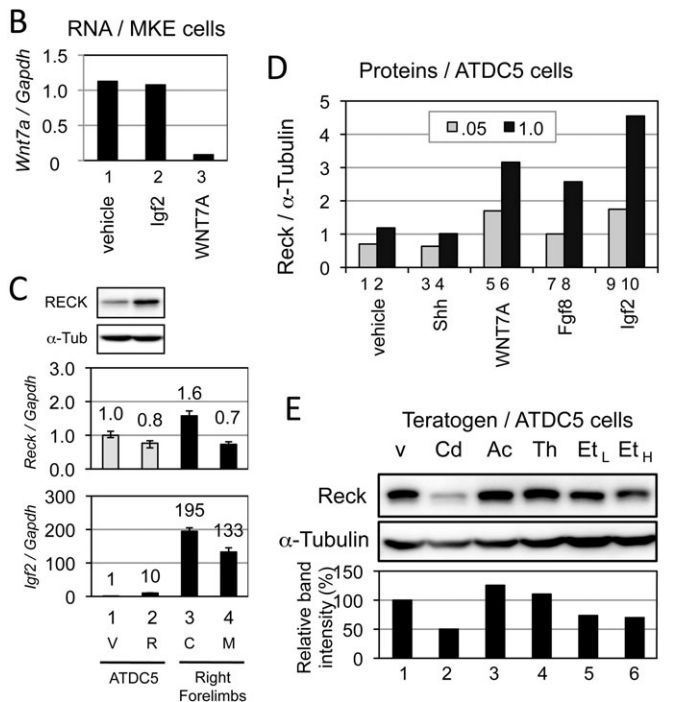 B
RNA / MKE cells
Wnt7a / Gapdh
1.5
1.0
0.5
0
1 2 3
vehicle
Igf2
WNT7A
D
Proteins / ATDC5 cells
Reck / α-Tubulin
5
4
3
2
1
0
.05 1.0
1 2 3 4 5 6 7 8 9 10
vehicle
Shh
WNT7A
Fgf8
Igf2
C
RECK
α-Tub
Reck / Gapdh
3.0
2.0
1.0
0.0
1.0 0.8 1.6 0.7
Igf2 / Gapdh
300
200
100
0
1 10 195 133
1 2 3 4
V R C M
ATDC5 Right
Forelimbs
E
Teratogen / ATDC5 cells
v Cd Ac Th Et L Et H
Reck
α-Tubulin
Relative band
intensity (%)
150
100
50
0
1 2 3 4 5 6